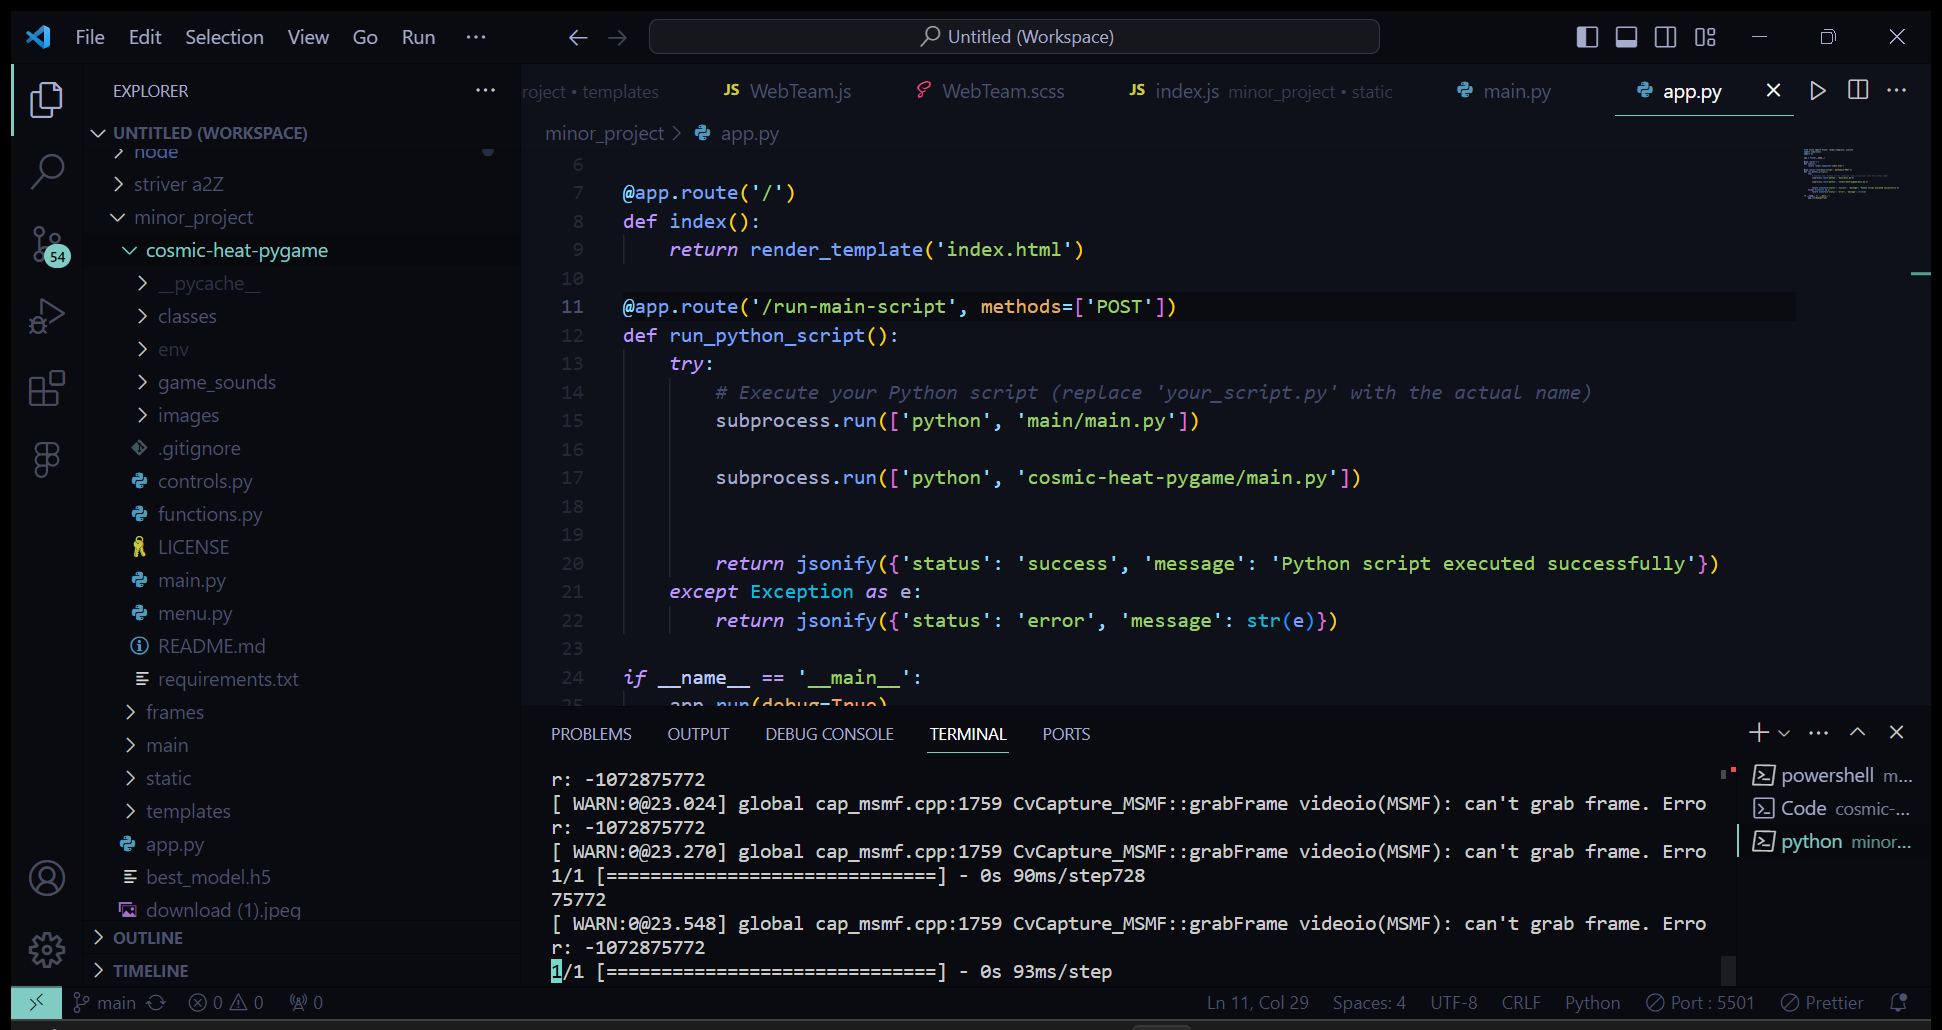 File Edit Selection View Go Run ···
Untitled (Workspace)
EXPLORER
UNTITLED (WORKSPACE)
node
striver a2Z
minor_project
cosmic-heat-pygame
__pycache__
classes
env
game_sounds
images
.gitignore
controls.py
functions.py
LICENSE
main.py
menu.py
README.md
requirements.txt
frames
main
static
templates
app.py
best_model.h5
download (1).jpeg
OUTLINE
TIMELINE
54
roject • templates
JS WebTeam.js
WebTeam.scss
JS index.js minor_project • static
main.py
app.py
minor_project > app.py
6
7 @app.route('/')
8 def index():
9 return render_template('index.html')
10
11 @app.route('/run-main-script', methods=['POST'])
12 def run_python_script():
13 try:
14 # Execute your Python script (replace 'your_script.py' with the actual name)
15 subprocess.run(['python', 'main/main.py'])
16
17 subprocess.run(['python', 'cosmic-heat-pygame/main.py'])
18
19
20 return jsonify({'status': 'success', 'message': 'Python script executed successfully'})
21 except Exception as e:
22 return jsonify({'status': 'error', 'message': str(e)})
23
24 if __name__ == '__main__':
25 app.run(debug=True)
PROBLEMS OUTPUT DEBUG CONSOLE TERMINAL PORTS
r: -1072875772
[ WARN:0@23.024] global cap_msmf.cpp:1759 CvCapture_MSMF::grabFrame videoio(MSMF): can't grab frame. Erro
r: -1072875772
[ WARN:0@23.270] global cap_msmf.cpp:1759 CvCapture_MSMF::grabFrame videoio(MSMF): can't grab frame. Erro
1/1 [==============================] - 0s 90ms/step728
75772
[ WARN:0@23.548] global cap_msmf.cpp:1759 CvCapture_MSMF::grabFrame videoio(MSMF): can't grab frame. Erro
r: -1072875772
1/1 [==============================] - 0s 93ms/step
powershell m...
Code cosmic-...
python minor...
main 0 0 0
Ln 11, Col 29 Spaces: 4 UTF-8 CRLF Python Port : 5501 Prettier